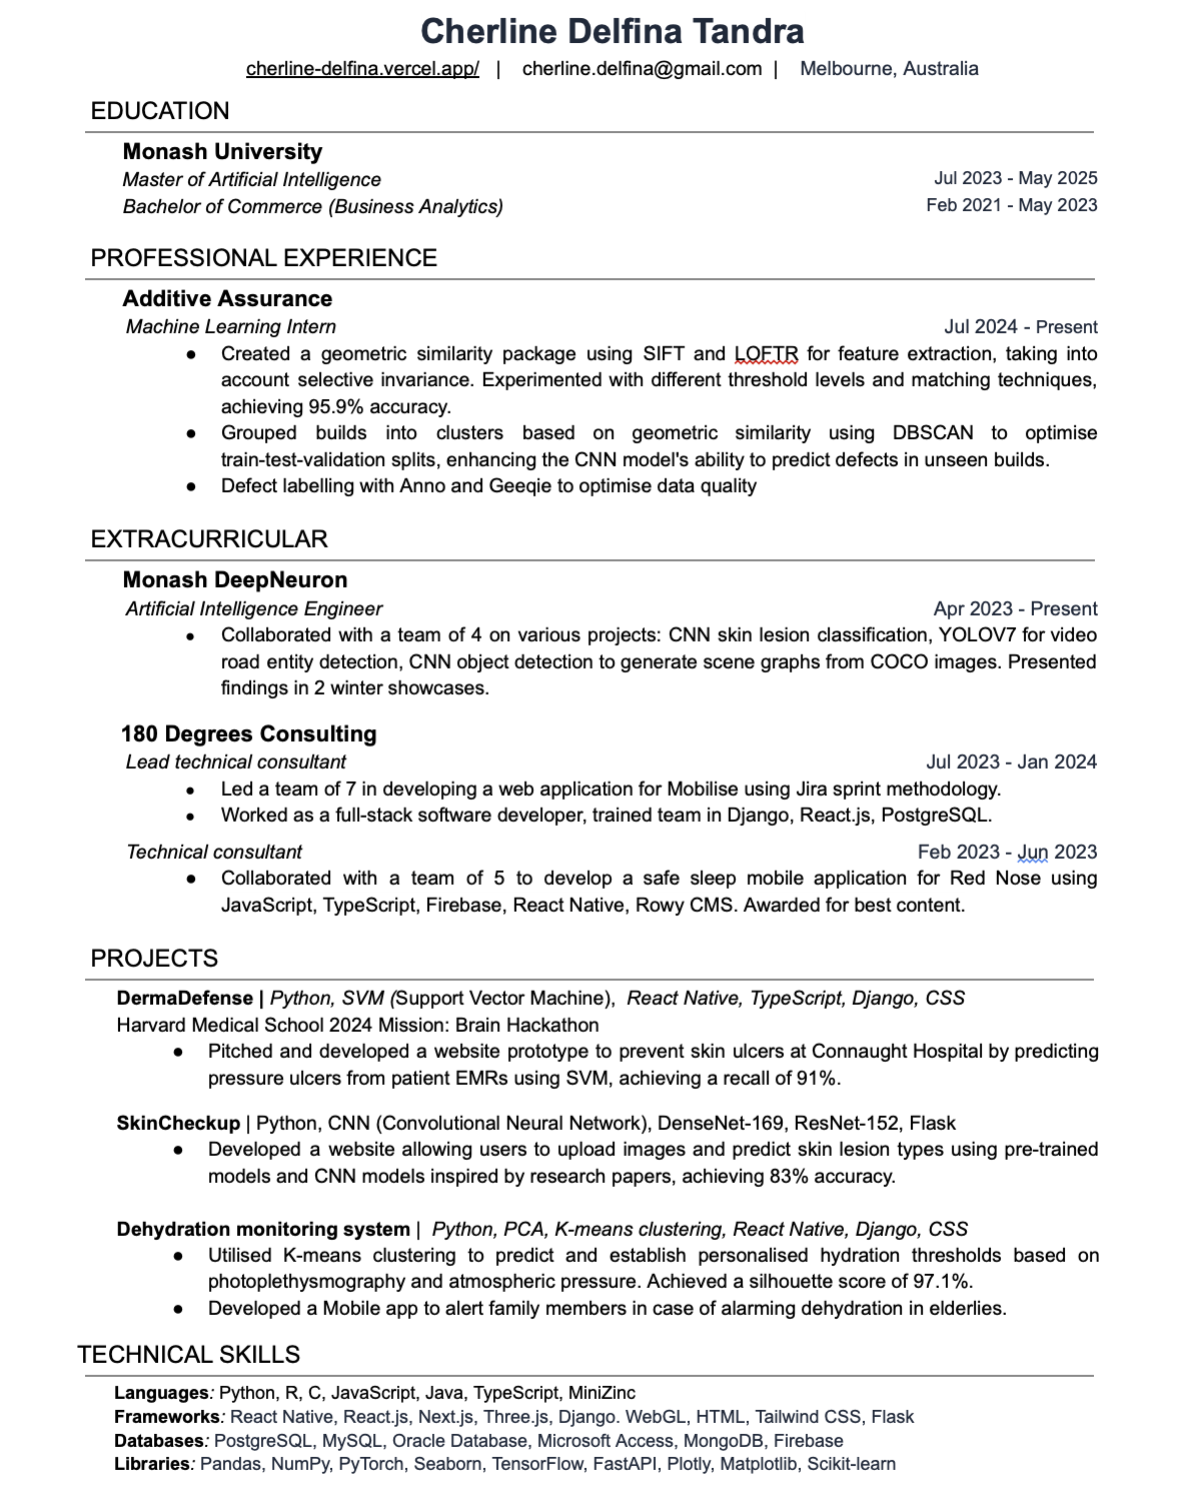 Cherline Delfina Tandra
cherline-delfina.vercel.app/ | cherline.delfina@gmail.com | Melbourne, Australia
EDUCATION
Monash University
Master of Artificial Intelligence Jul 2023 - May 2025
Bachelor of Commerce (Business Analytics) Feb 2021 - May 2023
PROFESSIONAL EXPERIENCE
Additive Assurance
Machine Learning Intern Jul 2024 - Present
● Created a geometric similarity package using SIFT and LOFTR for feature extraction, taking into
account selective invariance. Experimented with different threshold levels and matching techniques,
achieving 95.9% accuracy.
● Grouped builds into clusters based on geometric similarity using DBSCAN to optimise
train-test-validation splits, enhancing the CNN model's ability to predict defects in unseen builds.
● Defect labelling with Anno and Geeqie to optimise data quality
EXTRACURRICULAR
Monash DeepNeuron
Artificial Intelligence Engineer Apr 2023 - Present
● Collaborated with a team of 4 on various projects: CNN skin lesion classification, YOLOV7 for video
road entity detection, CNN object detection to generate scene graphs from COCO images. Presented
findings in 2 winter showcases.
180 Degrees Consulting
Lead technical consultant Jul 2023 - Jan 2024
● Led a team of 7 in developing a web application for Mobilise using Jira sprint methodology.
● Worked as a full-stack software developer, trained team in Django, React.js, PostgreSQL.
Technical consultant Feb 2023 - Jun 2023
● Collaborated with a team of 5 to develop a safe sleep mobile application for Red Nose using
JavaScript, TypeScript, Firebase, React Native, Rowy CMS. Awarded for best content.
PROJECTS
DermaDefense | Python, SVM (Support Vector Machine), React Native, TypeScript, Django, CSS
Harvard Medical School 2024 Mission: Brain Hackathon
● Pitched and developed a website prototype to prevent skin ulcers at Connaught Hospital by predicting
pressure ulcers from patient EMRs using SVM, achieving a recall of 91%.
SkinCheckup | Python, CNN (Convolutional Neural Network), DenseNet-169, ResNet-152, Flask
● Developed a website allowing users to upload images and predict skin lesion types using pre-trained
models and CNN models inspired by research papers, achieving 83% accuracy.
Dehydration monitoring system | Python, PCA, K-means clustering, React Native, Django, CSS
● Utilised K-means clustering to predict and establish personalised hydration thresholds based on
photoplethysmography and atmospheric pressure. Achieved a silhouette score of 97.1%.
● Developed a Mobile app to alert family members in case of alarming dehydration in elderlies.
TECHNICAL SKILLS
Languages: Python, R, C, JavaScript, Java, TypeScript, MiniZinc
Frameworks: React Native, React.js, Next.js, Three.js, Django. WebGL, HTML, Tailwind CSS, Flask
Databases: PostgreSQL, MySQL, Oracle Database, Microsoft Access, MongoDB, Firebase
Libraries: Pandas, NumPy, PyTorch, Seaborn, TensorFlow, FastAPI, Plotly, Matplotlib, Scikit-learn